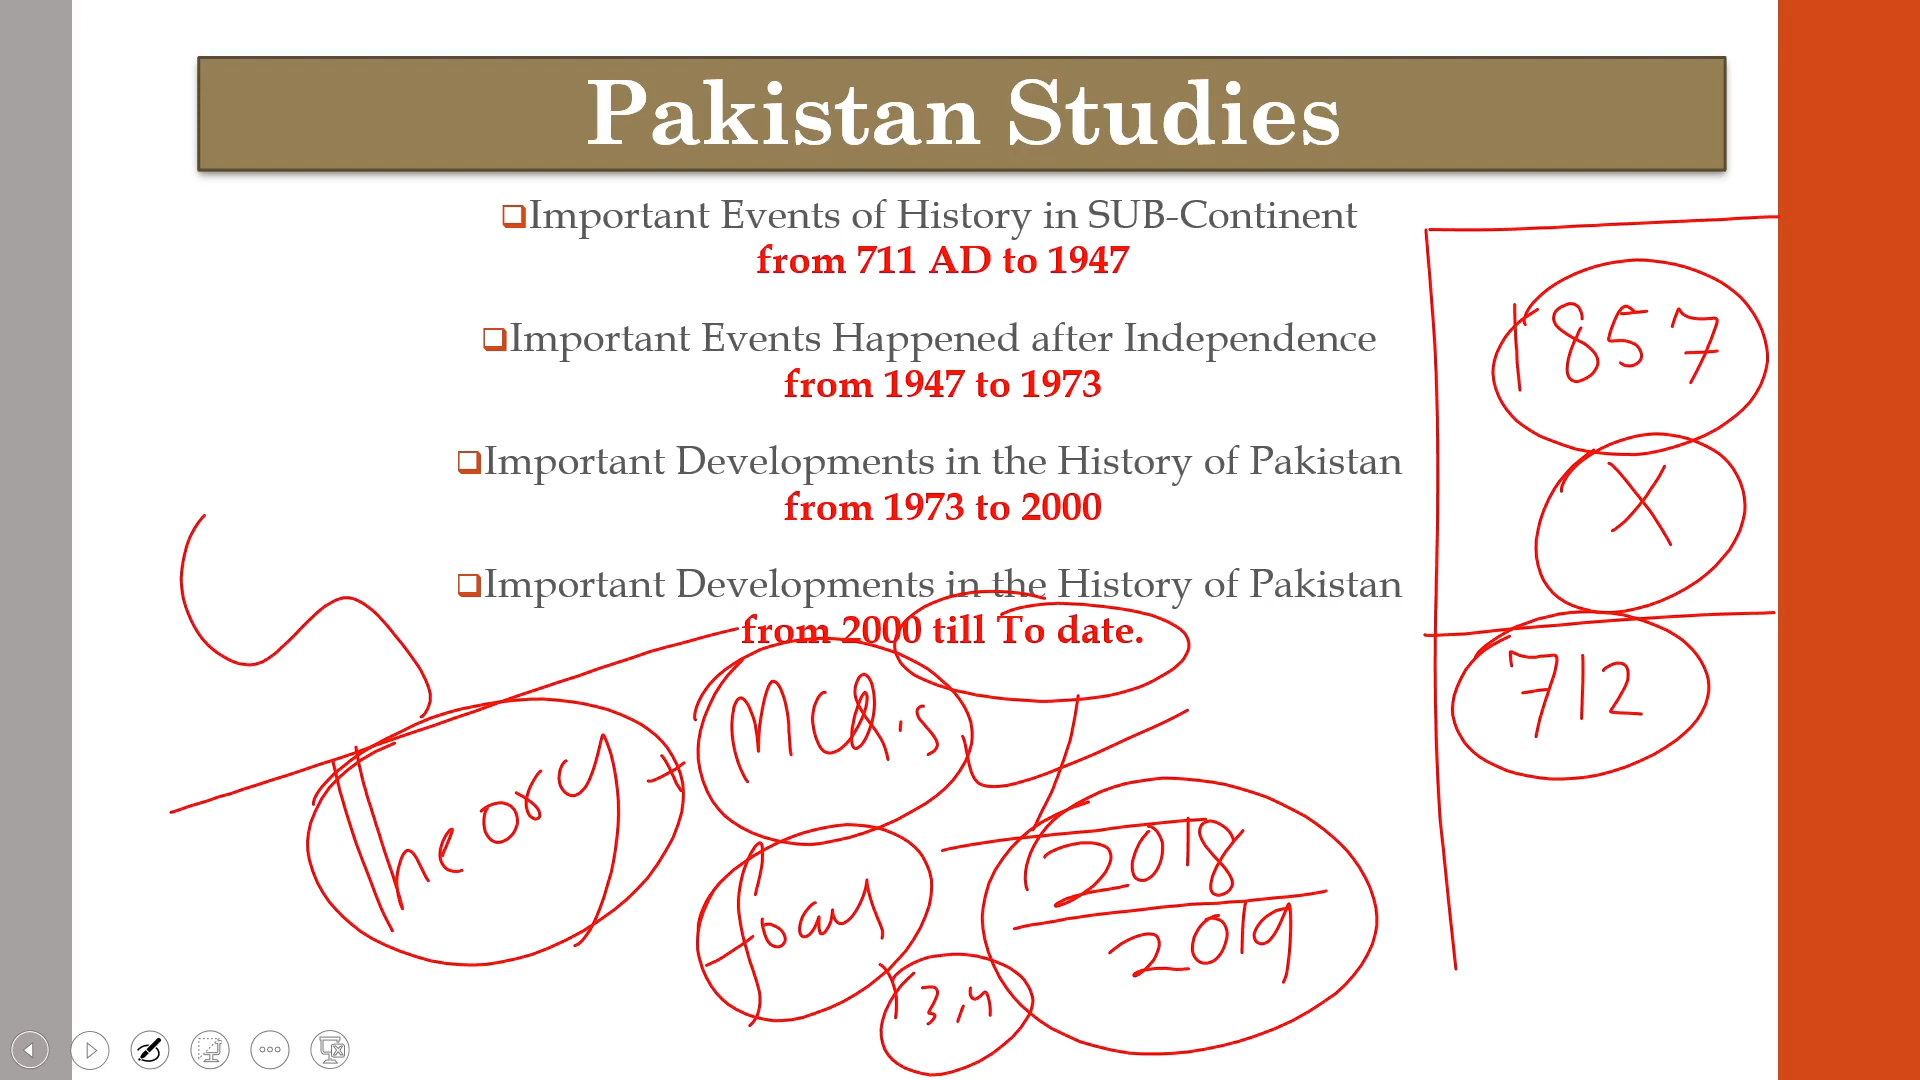 Pakistan Studies
Important Events of History in SUB-Continent
from 711 AD to 1947
Important Events Happened after Independence
from 1947 to 1973
Important Developments in the History of Pakistan
from 1973 to 2000
Important Developments in the History of Pakistan
from 2000 till To date.
1857
X
712
Theory +
MCQ.s
2018
2019
3,4